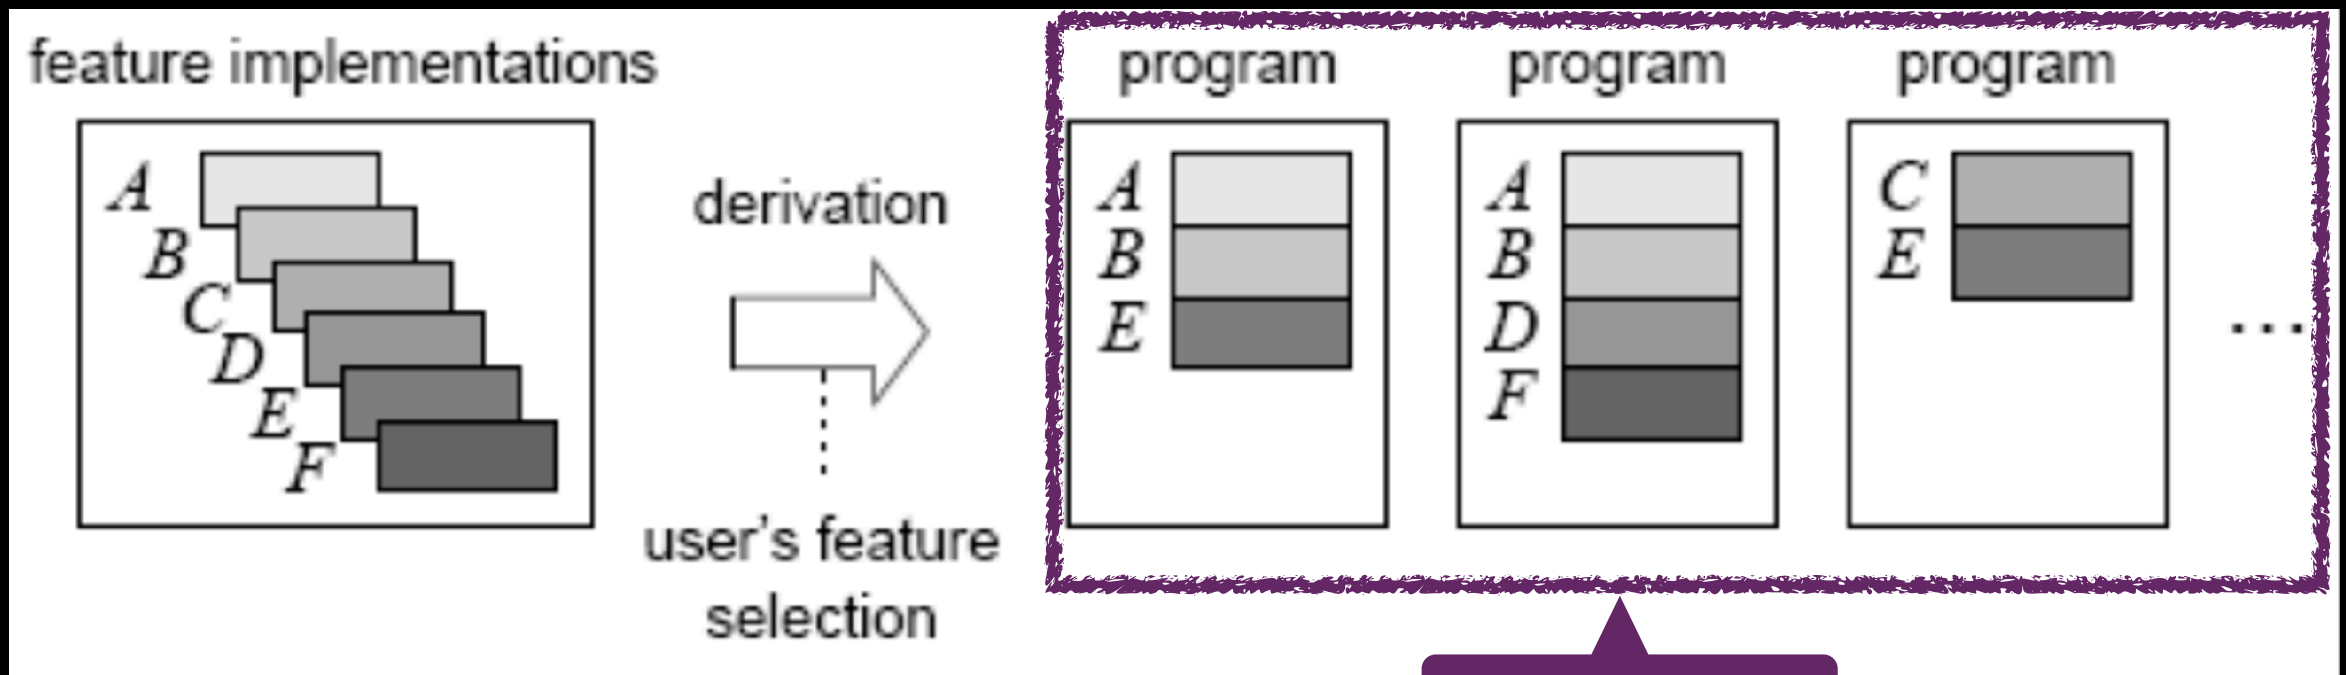 feature implementations
A
B
C
D
E
F
derivation
user's feature
selection
program
A
B
E
program
A
B
D
F
program
C
E
...